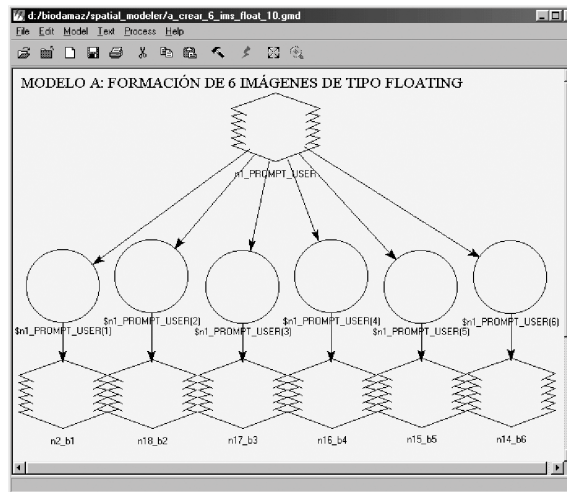 d:/biodamaz/spatial_modeler/a_crear_6_ims_float_10.gmd
File Edit Model Text Process Help
MODELO A: FORMACIÓN DE 6 IMÁGENES DE TIPO FLOATING
n1_PROMPT_USER
$n1_PROMPT_USER(1)
$n1_PROMPT_USER(2)
$n1_PROMPT_USER(3)
$n1_PROMPT_USER(4)
$n1_PROMPT_USER(5)
$n1_PROMPT_USER(6)
n2_b1 n18_b2 n17_b3 n16_b4 n15_b5 n14_b6